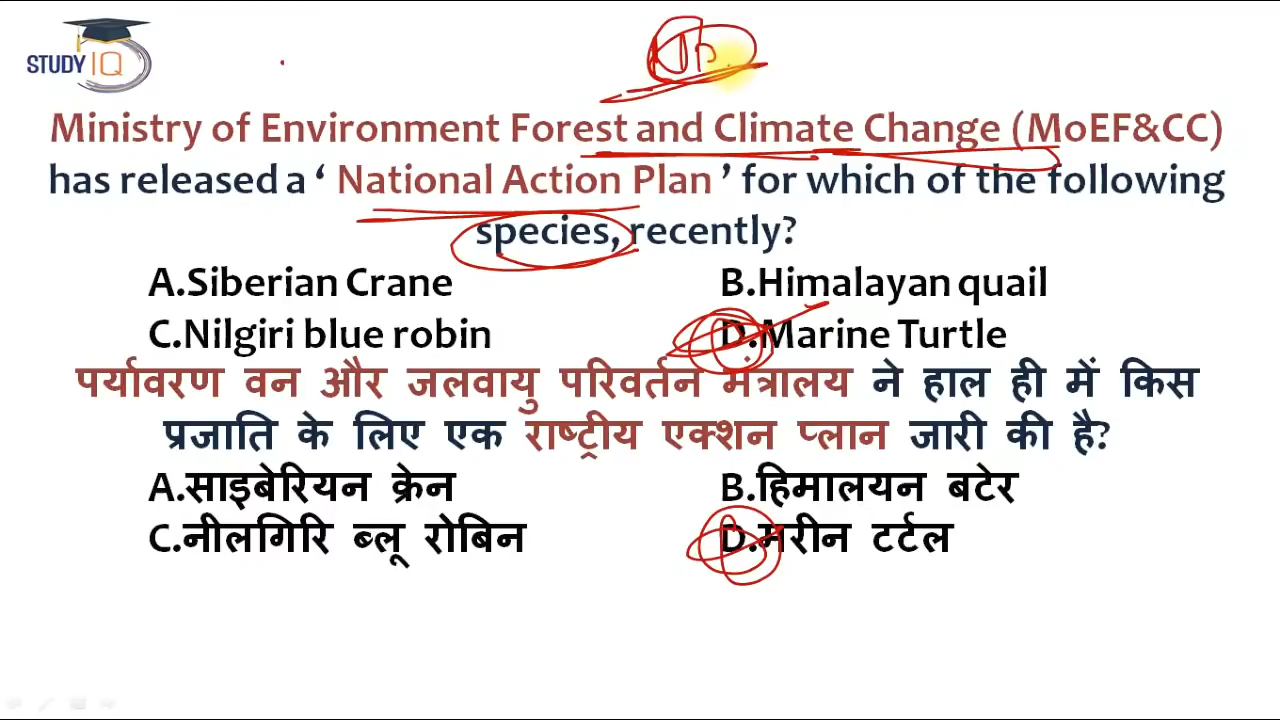 STUDY IQ
Ministry of Environment Forest and Climate Change (MoEF&CC)
has released a ‘ National Action Plan ’ for which of the following
species, recently?
A.Siberian Crane B.Himalayan quail
C.Nilgiri blue robin D.Marine Turtle
पर्यावरण वन और जलवायु परिवर्तन मंत्रालय ने हाल ही में किस
प्रजाति के लिए एक राष्ट्रीय एक्शन प्लान जारी की है?
A.साइबेरियन क्रेन B.हिमालयन बटेर
C.नीलगिरि ब्लू रोबिन D.मरीन टर्टल